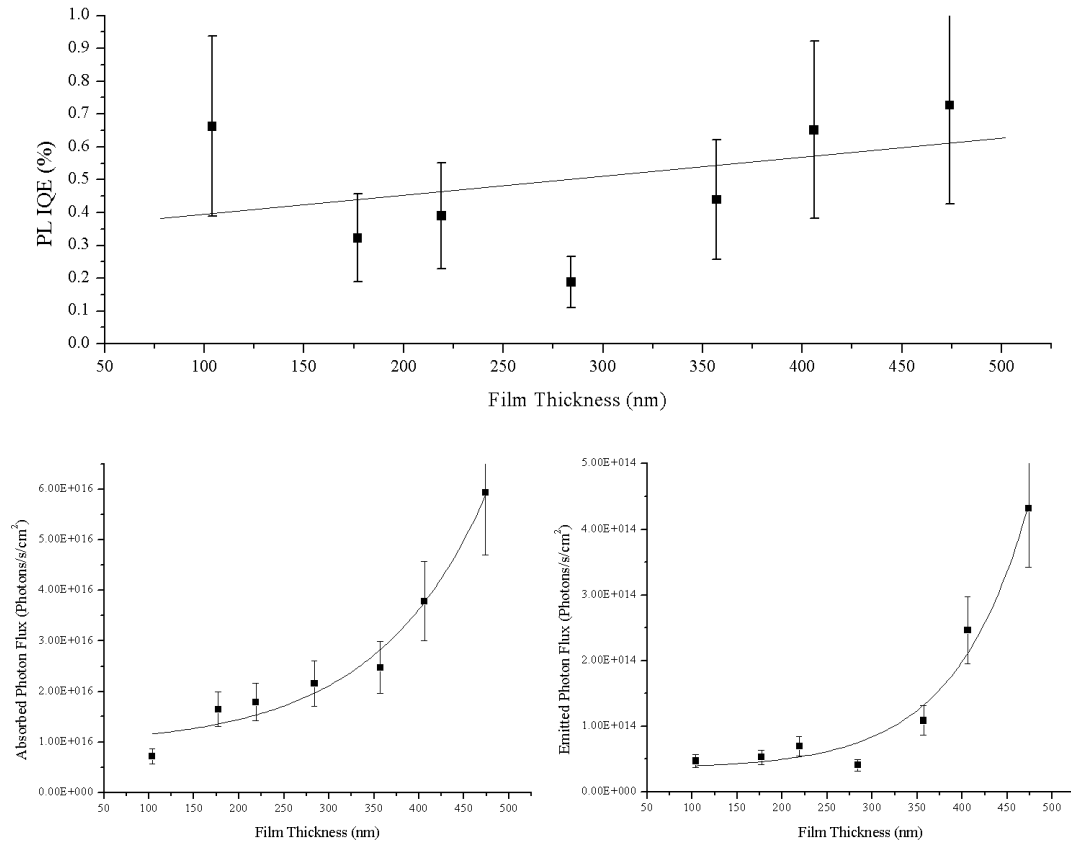 1.0
0.9
0.8
0.7
0.6
0.5
0.4
0.3
0.2
0.1
0.0
PL IQE (%)
50 100 150 200 250 300 350 400 450 500
Film Thickness (nm)
6.00E+016
5.00E+016
4.00E+016
3.00E+016
2.00E+016
1.00E+016
0.00E+000
Absorbed Photon Flux (Photons/s/cm²)
50 100 150 200 250 300 350 400 450 500
Film Thickness (nm)
5.00E+014
4.00E+014
3.00E+014
2.00E+014
1.00E+014
0.00E+000
Emitted Photon Flux (Photons/s/cm²)
50 100 150 200 250 300 350 400 450 500
Film Thickness (nm)